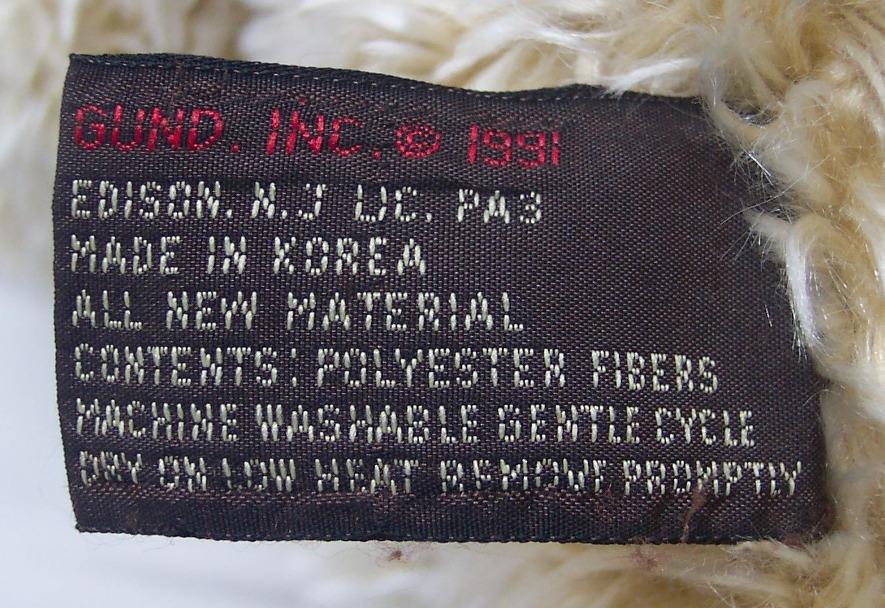 GUND. INC. © 1991
EDISON. N.J LIC. PA3
MADE IN KOREA
ALL NEW MATERIAL
CONTENTS: POLYESTER FIBERS
MACHINE WASHABLE GENTLE CYCLE
DRY ON LOW HEAT REMOVE PROMPTLY